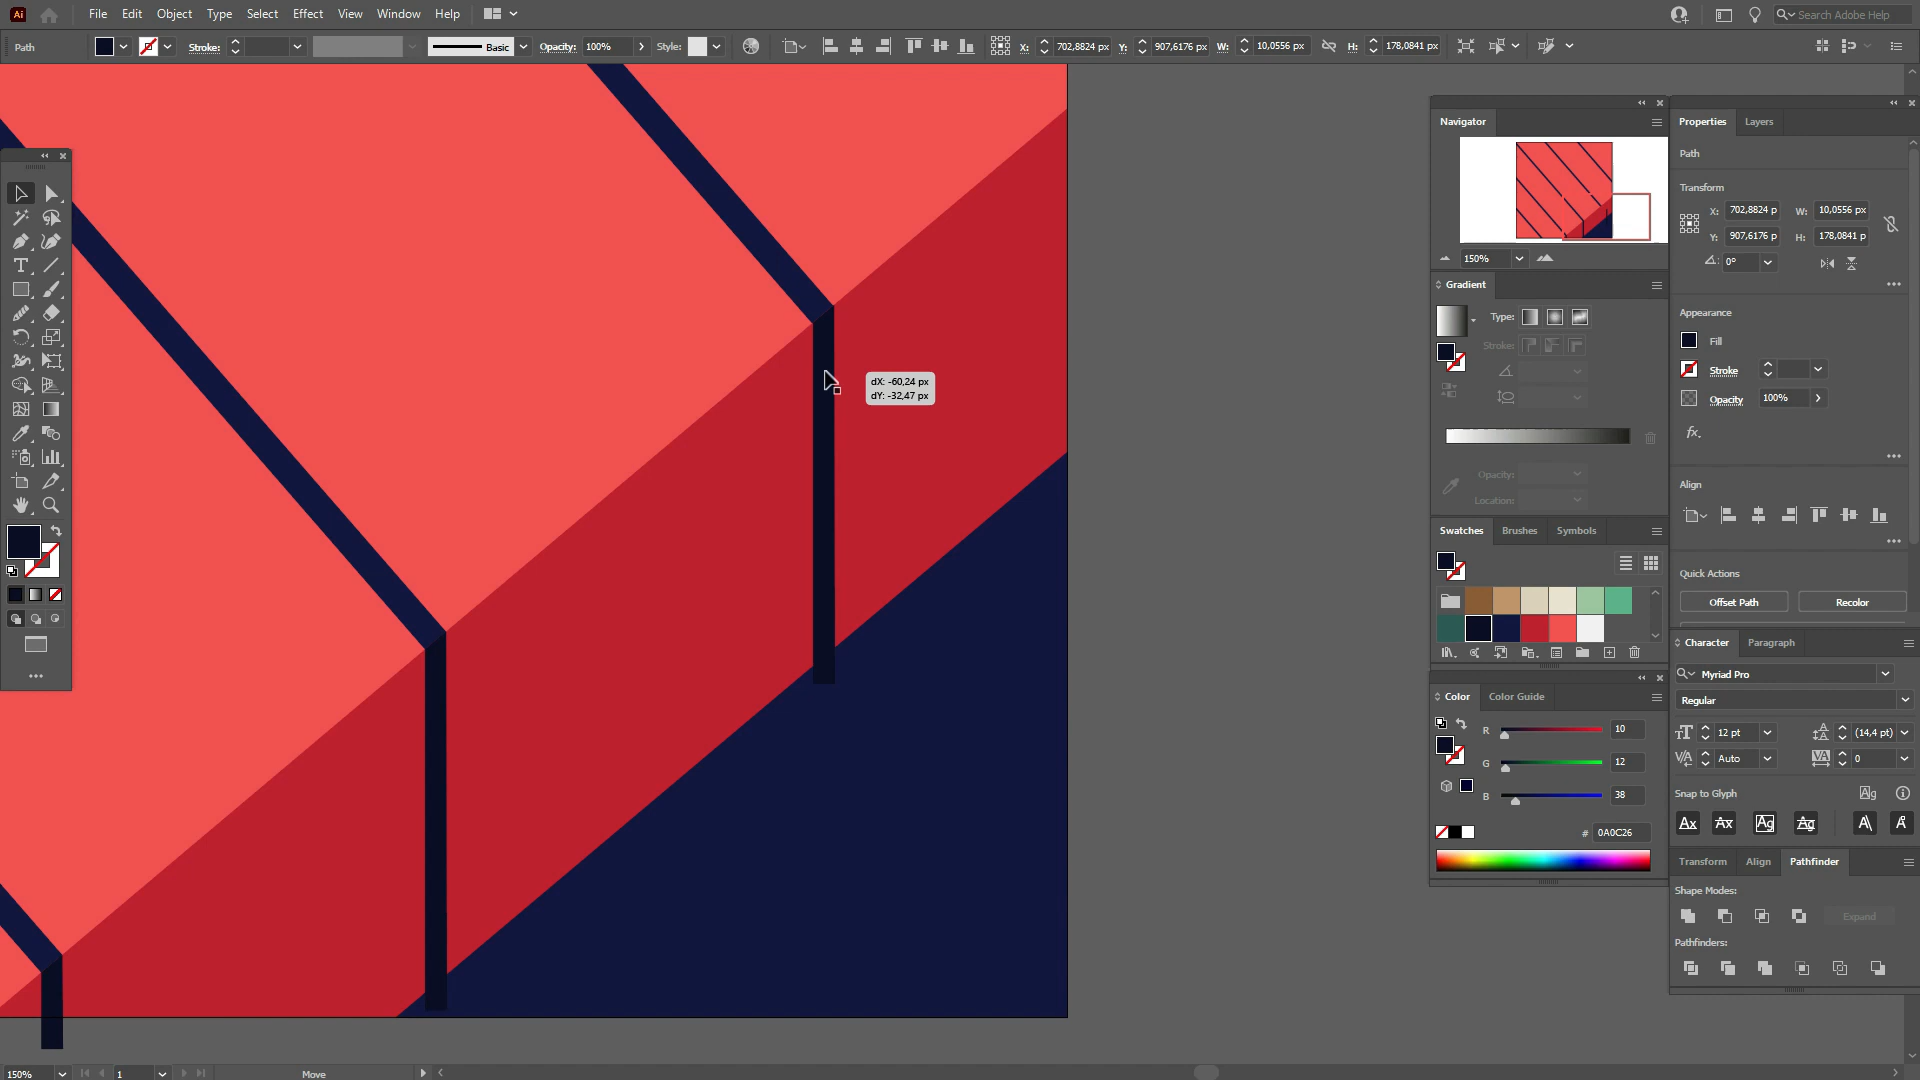 Ai File Edit Object Type Select Effect View Window Help Search Adobe Help
Path Stroke: Basic Opacity: 100% Style: X: 702,8824 px Y: 907,6176 px W: 10,0556 px H: 178,0841 px
Navigator
Properties Layers
Path
Transform
X: 702,8824 p W: 10,0556 px
Y: 907,6176 p H: 178,0841 p
0°
150%
Gradient
Type:
Stroke:
Opacity:
Location:
Appearance
Fill
Stroke
Opacity 100%
fx.
Align
dX: -60,24 px
dY: -32,47 px
Swatches Brushes Symbols
Quick Actions
Offset Path Recolor
Character Paragraph
Myriad Pro
Regular
12 pt (14,4 pt)
Auto 0
Snap to Glyph
Color Color Guide
R 10
G 12
B 38
# 0A0C26
Transform Align Pathfinder
Shape Modes:
Expand
Pathfinders:
150% 1 Move